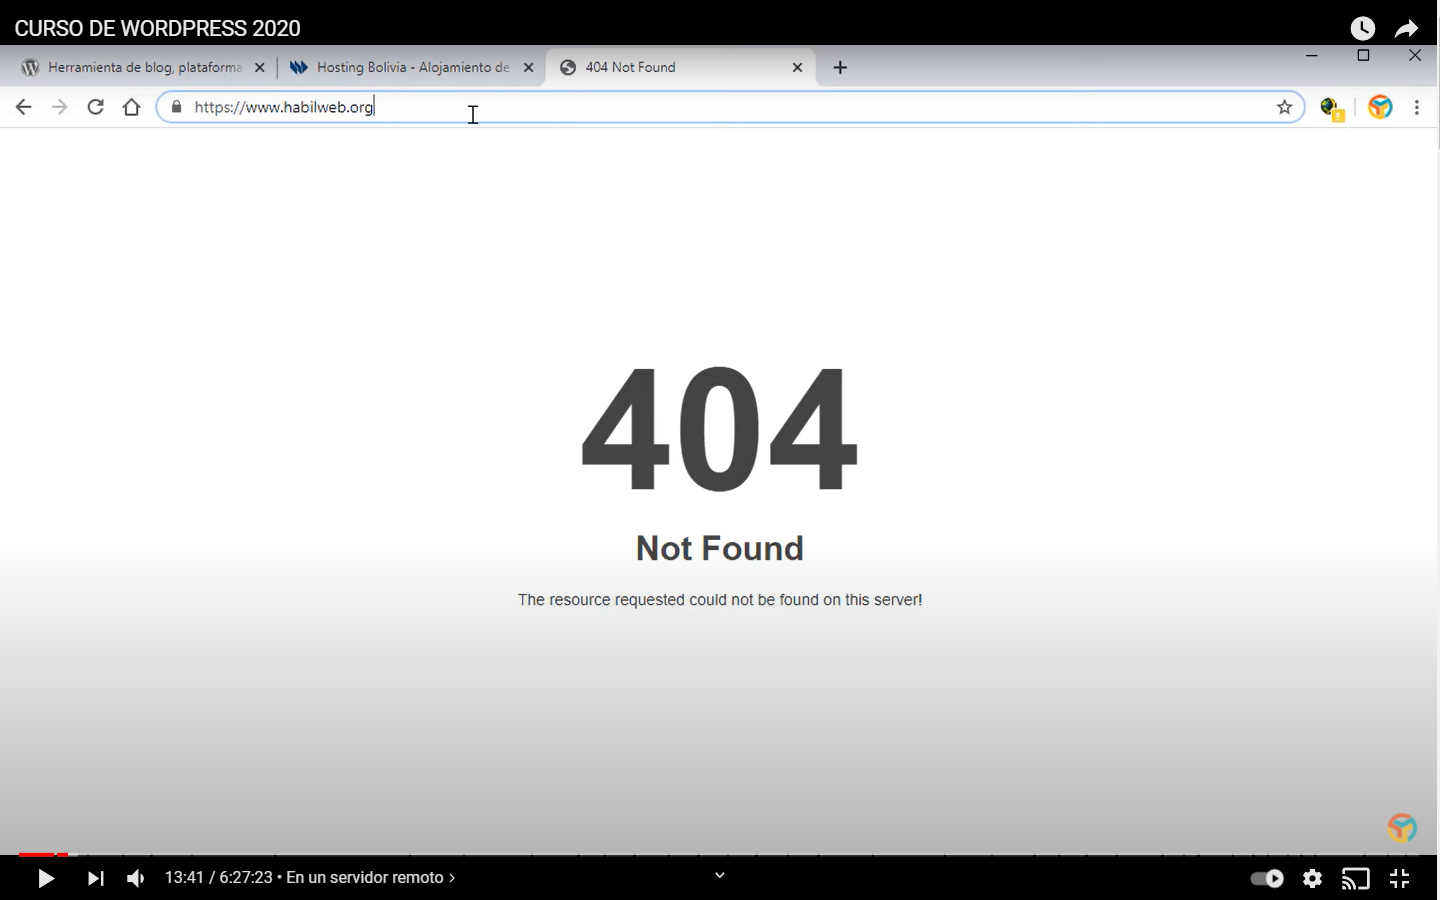 CURSO DE WORDPRESS 2020
Herramienta de blog, plataforma
Hosting Bolivia - Alojamiento de
404 Not Found
https://www.habilweb.org
404
Not Found
The resource requested could not be found on this server!
13:41 / 6:27:23 • En un servidor remoto >